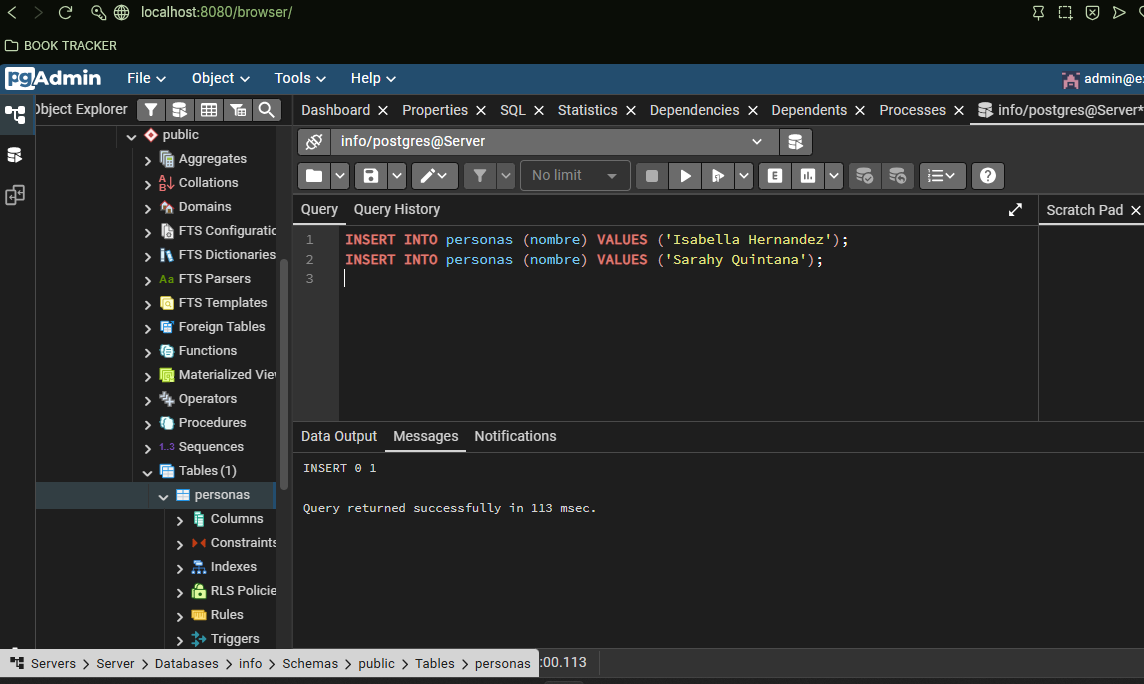 localhost:8080/browser/
BOOK TRACKER
pgAdmin File Object Tools Help admin@e
Object Explorer
Dashboard Properties SQL Statistics Dependencies Dependents Processes info/postgres@Server*
info/postgres@Server
No limit
E
Query Query History
Scratch Pad
1 INSERT INTO personas (nombre) VALUES ('Isabella Hernandez');
2 INSERT INTO personas (nombre) VALUES ('Sarahy Quintana');
3
public
Aggregates
Collations
Domains
FTS Configuratic
FTS Dictionaries
Aa FTS Parsers
FTS Templates
Foreign Tables
Functions
Materialized Vie
Operators
Procedures
1..3 Sequences
Tables (1)
personas
Columns
Constraints
Indexes
RLS Policie
Rules
Triggers
Data Output Messages Notifications
INSERT 0 1
Query returned successfully in 113 msec.
Servers > Server > Databases > info > Schemas > public > Tables > personas
:00.113